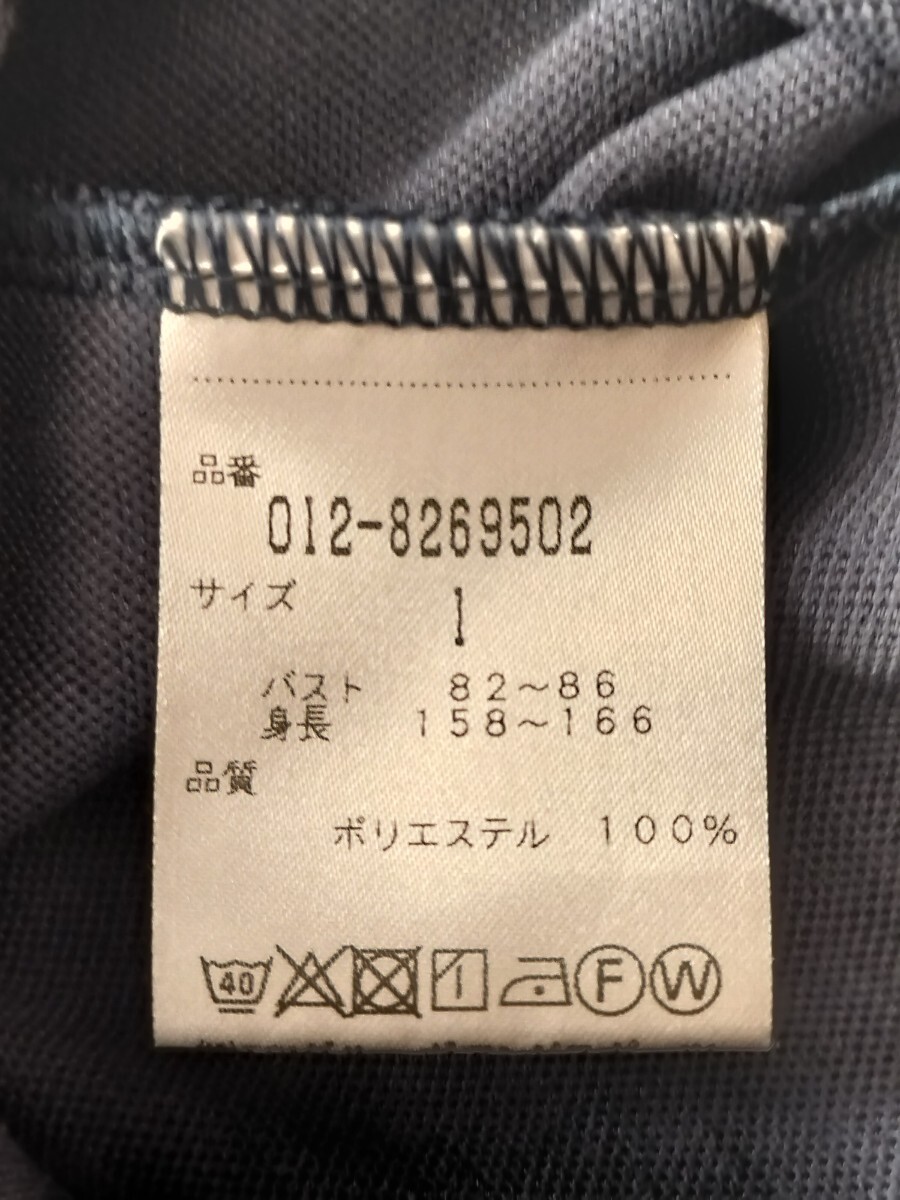 品番
012-8269502
サイズ
1
バスト 82~86
身長 158~166
品質
ポリエステル 100%
40
F W